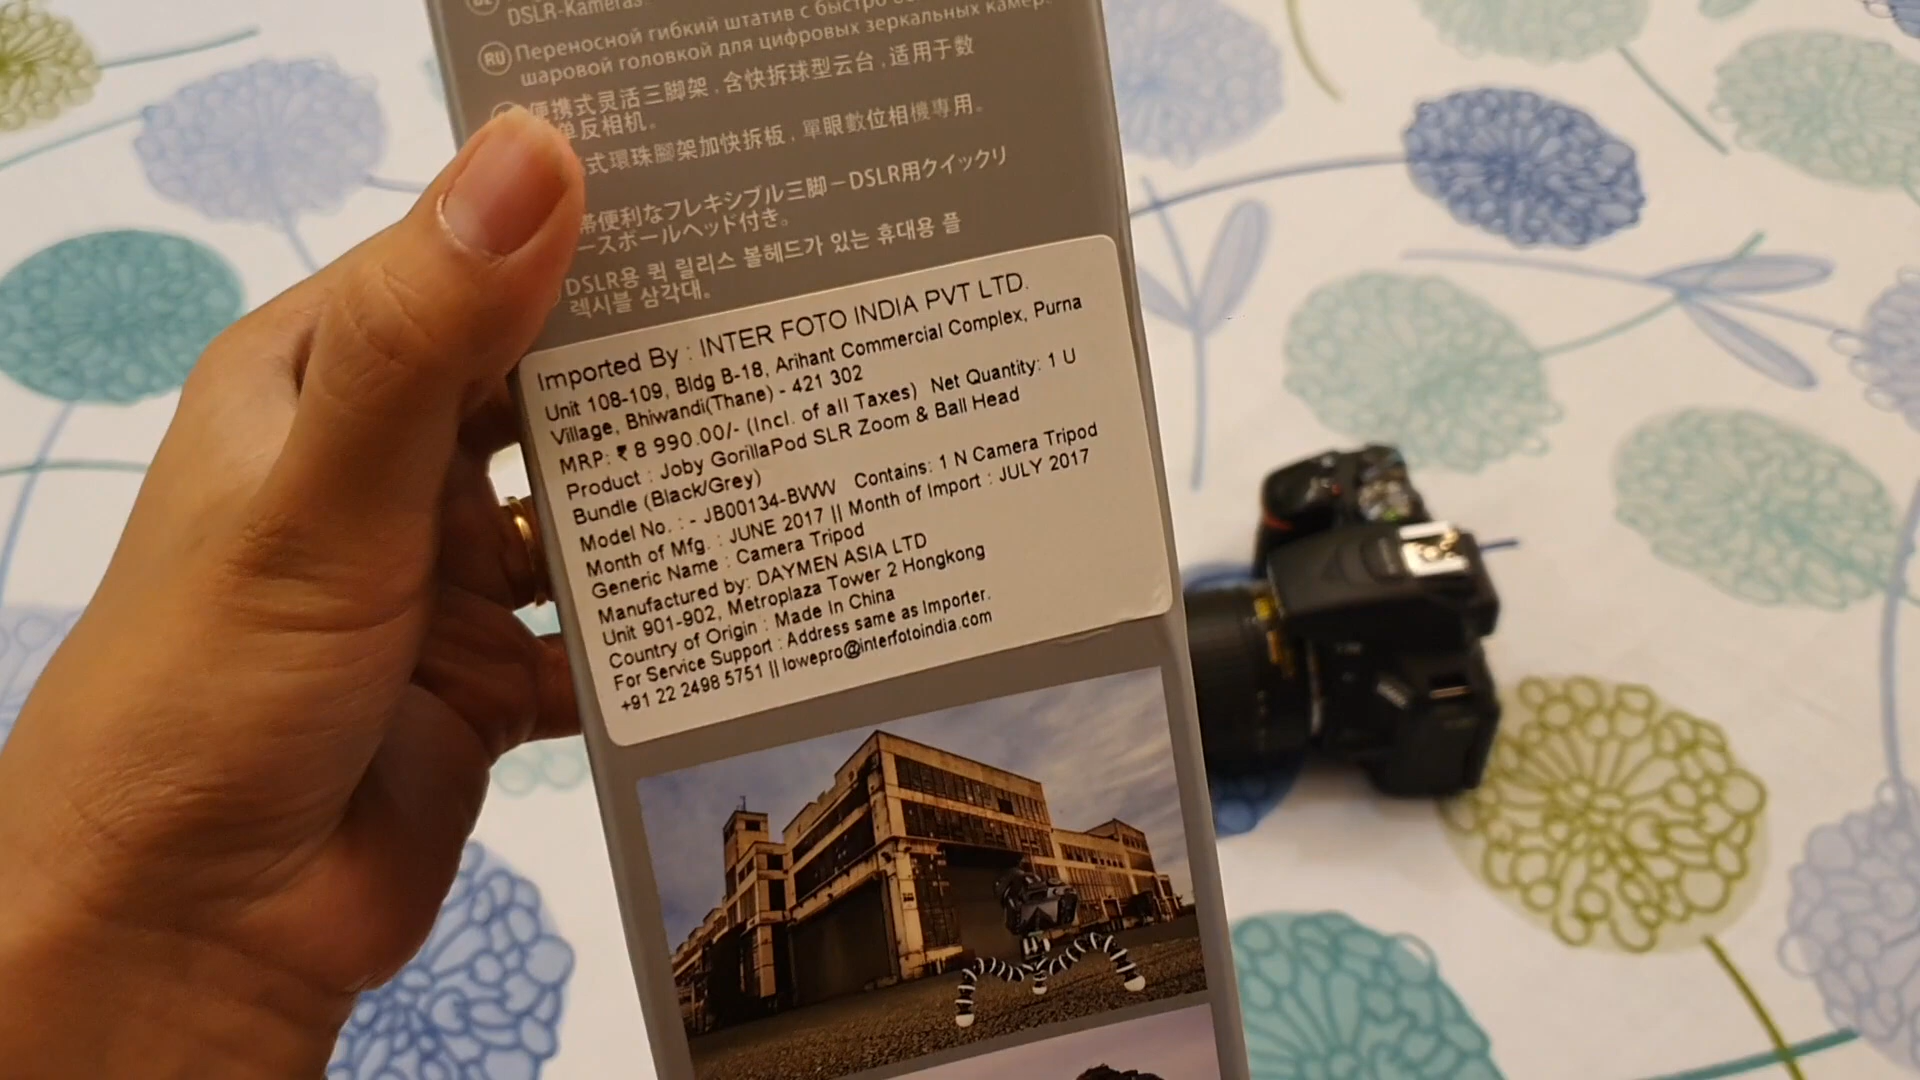 DSLR-Kameras.
RU Переносной гибкий штатив с быстро
шаровой головкой для цифровых зеркальных камер.
便携式灵活三脚架，含快拆球型云台，适用于数
单反相机。
式環珠腳架加快拆板，單眼數位相機専用。
帯便利なフレキシブル三脚－DSLR用クイックリ
ースボールヘッド付き。
DSLR용 퀵 릴리스 볼헤드가 있는 휴대용 플
렉시블 삼각대。
Imported By : INTER FOTO INDIA PVT LTD.
Unit 108-109, Bldg B-18, Arihant Commercial Complex, Purna
Village, Bhiwandi(Thane) - 421 302
MRP: ₹ 8 990.00/- (Incl. of all Taxes) Net Quantity: 1 U
Product : Joby GorillaPod SLR Zoom & Ball Head
Bundle (Black/Grey)
Model No. : - JB00134-BWW Contains: 1 N Camera Tripod
Month of Mfg. : JUNE 2017 || Month of Import : JULY 2017
Generic Name : Camera Tripod
Manufactured by: DAYMEN ASIA LTD
Unit 901-902, Metroplaza Tower 2 Hongkong
Country of Origin : Made In China
For Service Support : Address same as Importer.
+91 22 2498 5751 || lowepro@interfotoindia.com